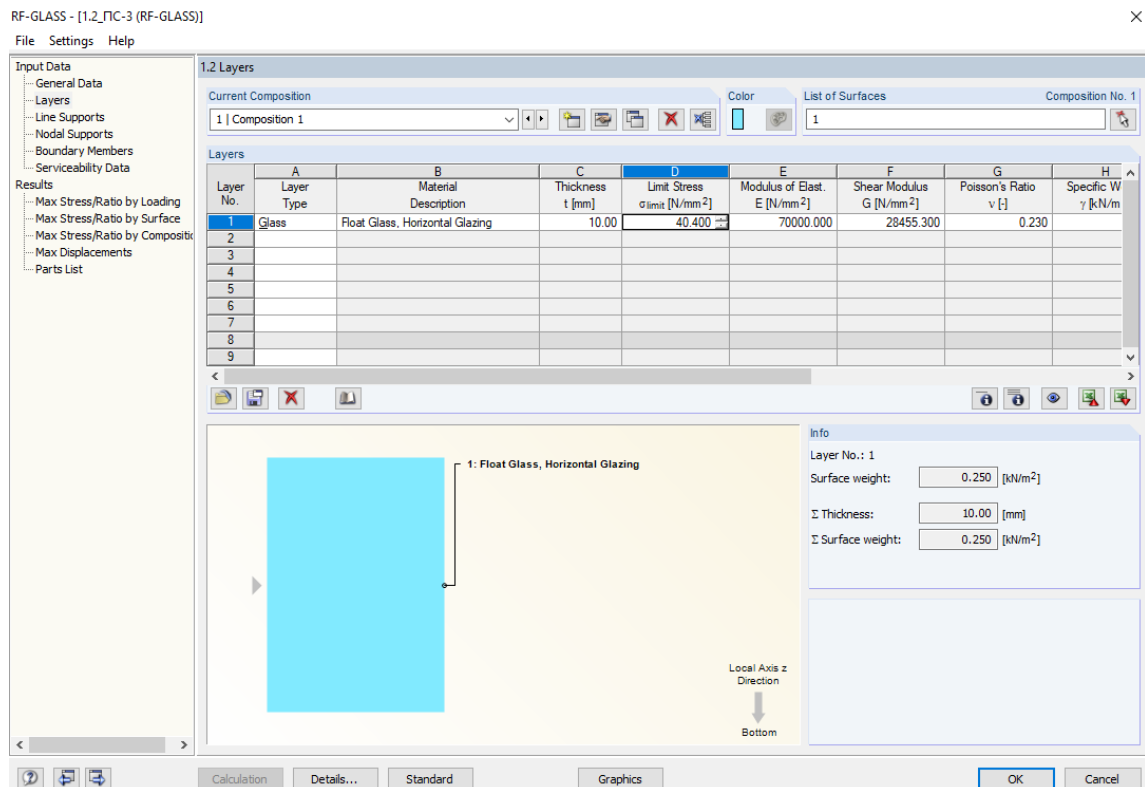 RF-GLASS - [1.2_ПС-3 (RF-GLASS)]
File Settings Help
Input Data
General Data
Layers
Line Supports
Nodal Supports
Boundary Members
Serviceability Data
Results
Max Stress/Ratio by Loading
Max Stress/Ratio by Surface
Max Stress/Ratio by Compositic
Max Displacements
Parts List
1.2 Layers
Current Composition
1 | Composition 1
Color
List of Surfaces
Composition No. 1
1
Layers
A B C D E F G H
Layer Layer Material Thickness Limit Stress Modulus of Elast. Shear Modulus Poisson's Ratio Specific W
No. Type Description t [mm] σlimit [N/mm²] E [N/mm²] G [N/mm²] ν [-] γ [kN/m
1 Glass Float Glass, Horizontal Glazing 10.00 40.400 70000.000 28455.300 0.230
2
3
4
5
6
7
8
9
1: Float Glass, Horizontal Glazing
Local Axis z
Direction
Bottom
Info
Layer No.: 1
Surface weight: 0.250 [kN/m²]
Σ Thickness: 10.00 [mm]
Σ Surface weight: 0.250 [kN/m²]
Calculation Details... Standard Graphics OK Cancel